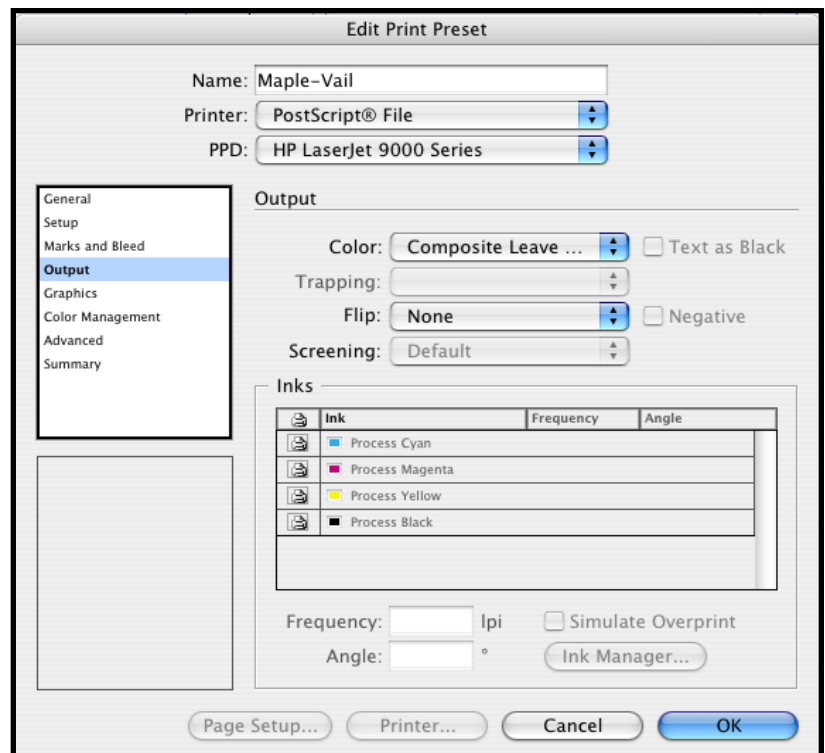 Edit Print Preset
Name: Maple-Vail
Printer: PostScript® File
PPD: HP LaserJet 9000 Series
General
Setup
Marks and Bleed
Output
Graphics
Color Management
Advanced
Summary
Output
Color: Composite Leave ... Text as Black
Trapping:
Flip: None Negative
Screening: Default
Inks
Ink Frequency Angle
Process Cyan
Process Magenta
Process Yellow
Process Black
Frequency: lpi Simulate Overprint
Angle: ° Ink Manager...
Page Setup... Printer... Cancel OK